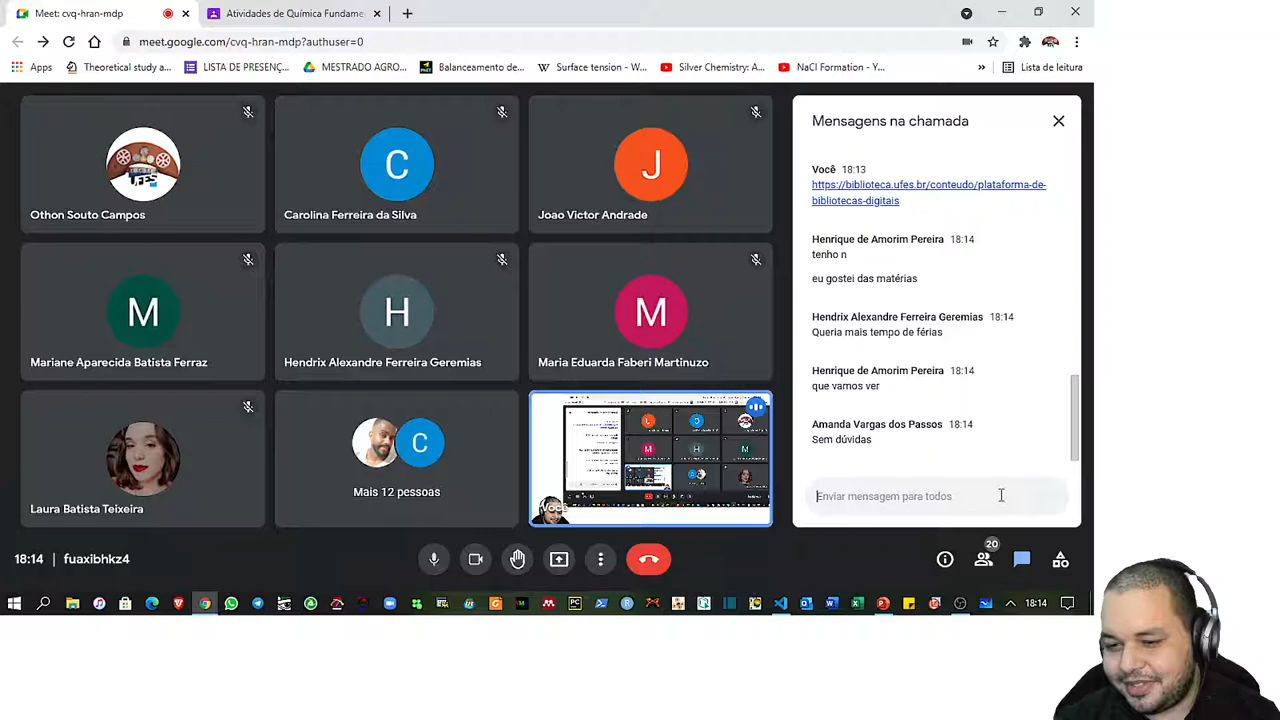 Meet: cvq-hran-mdp
Atividades de Química Fundame
meet.google.com/cvq-hran-mdp?authuser=0
Apps
Theoretical study a...
LISTA DE PRESENÇ...
MESTRADO AGRO...
Balanceamento de...
Surface tension - W...
Silver Chemistry: A...
NaCl Formation - Y...
»
Lista de leitura
Othon Souto Campos
C
Carolina Ferreira da Silva
J
Joao Victor Andrade
M
Mariane Aparecida Batista Ferraz
H
Hendrix Alexandre Ferreira Geremias
M
Maria Eduarda Faberi Martinuzo
Laura Batista Teixeira
C
Mais 12 pessoas
Você
Mensagens na chamada
Você 18:13
https://biblioteca.ufes.br/conteudo/plataforma-de-
bibliotecas-digitais
Henrique de Amorim Pereira 18:14
tenho n
eu gostei das matérias
Hendrix Alexandre Ferreira Geremias 18:14
Queria mais tempo de férias
Henrique de Amorim Pereira 18:14
que vamos ver
Amanda Vargas dos Passos 18:14
Sem dúvidas
Enviar mensagem para todos
18:14 | fuaxibhkz4
20
18:14